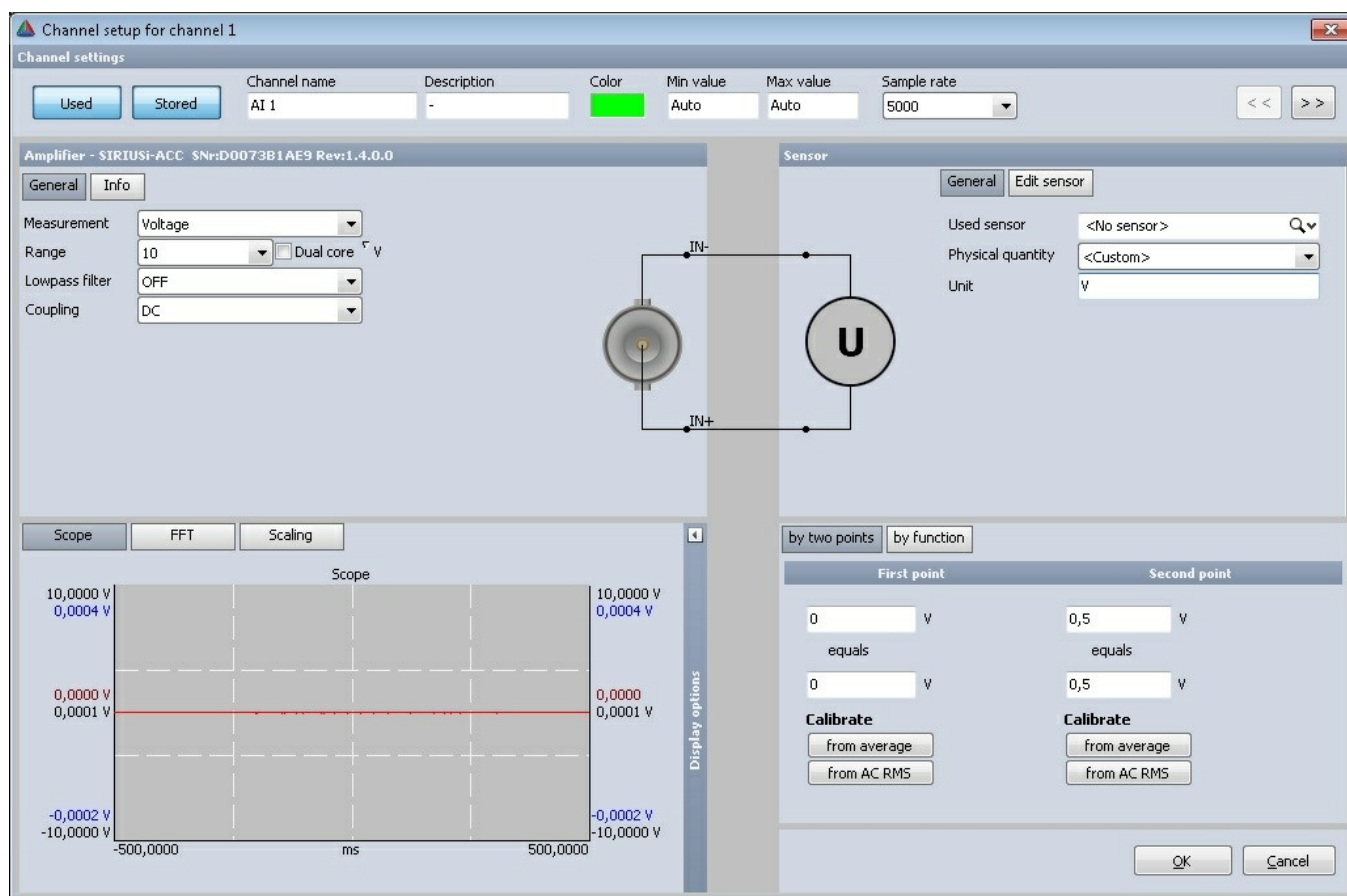 Channel setup for channel 1
Channel settings
Used
Stored
Channel name
AI 1
Description
-
Color
Min value
Auto
Max value
Auto
Sample rate
5000
<<
>>
Amplifier - SIRIUSi-ACC SNr:D0073B1AE9 Rev:1.4.0.0
General
Info
Measurement
Voltage
Range
10
Dual core
V
Lowpass filter
OFF
Coupling
DC
IN-
IN+
U
Sensor
General
Edit sensor
Used sensor
<No sensor>
Physical quantity
<Custom>
Unit
V
Scope
FFT
Scaling
Scope
10,0000 V
0,0004 V
0,0000 V
0,0001 V
-0,0002 V
-10,0000 V
10,0000 V
0,0004 V
0,0000
0,0001 V
-0,0002 V
-10,0000 V
-500,0000
ms
500,0000
Display options
by two points
by function
First point
Second point
0 V
0,5 V
equals
equals
0 V
0,5 V
Calibrate
Calibrate
from average
from average
from AC RMS
from AC RMS
OK
Cancel